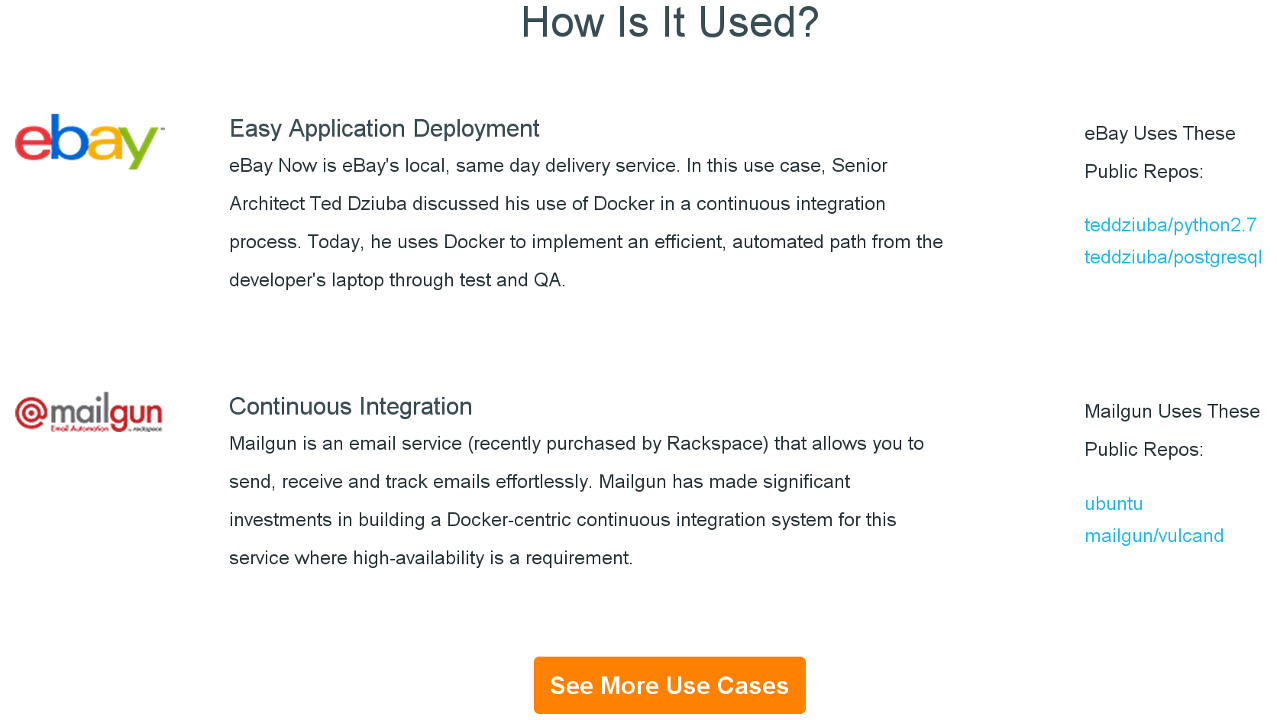 How Is It Used?
ebay™
Easy Application Deployment
eBay Now is eBay's local, same day delivery service. In this use case, Senior
Architect Ted Dziuba discussed his use of Docker in a continuous integration
process. Today, he uses Docker to implement an efficient, automated path from the
developer's laptop through test and QA.
eBay Uses These
Public Repos:
teddziuba/python2.7
teddziuba/postgresql
@mailgun
Email Automation by rackspace
Continuous Integration
Mailgun is an email service (recently purchased by Rackspace) that allows you to
send, receive and track emails effortlessly. Mailgun has made significant
investments in building a Docker-centric continuous integration system for this
service where high-availability is a requirement.
Mailgun Uses These
Public Repos:
ubuntu
mailgun/vulcand
See More Use Cases